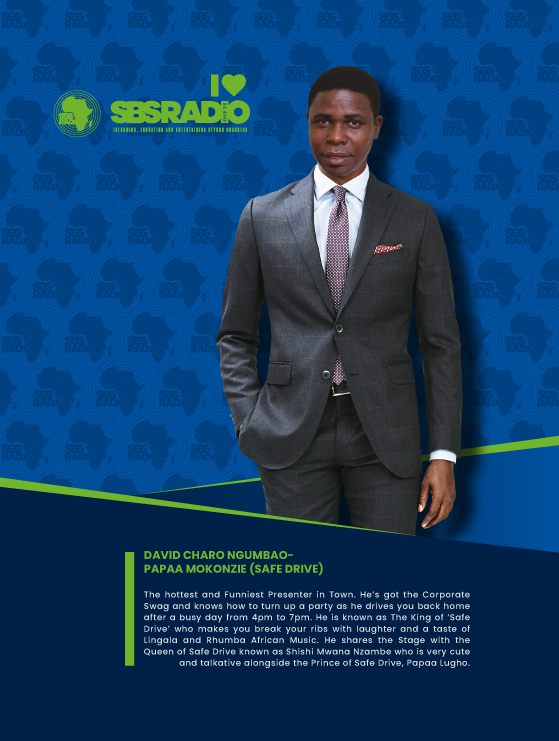 I
SBSRADIO
INFORMING, EDUCATION AND ENTERTAINING BEYOND BOARDERS
DAVID CHARO NGUMBAO-
PAPAA MOKONZIE (SAFE DRIVE)
The hottest and Funniest Presenter in Town. He’s got the Corporate
Swag and knows how to turn up a party as he drives you back home
after a busy day from 4pm to 7pm. He is known as The King of ‘Safe
Drive’ who makes you break your ribs with laughter and a taste of
Lingala and Rhumba African Music. He shares the Stage with the
Queen of Safe Drive known as Shishi Mwana Nzambe who is very cute
and talkative alongside the Prince of Safe Drive, Papaa Lugho.